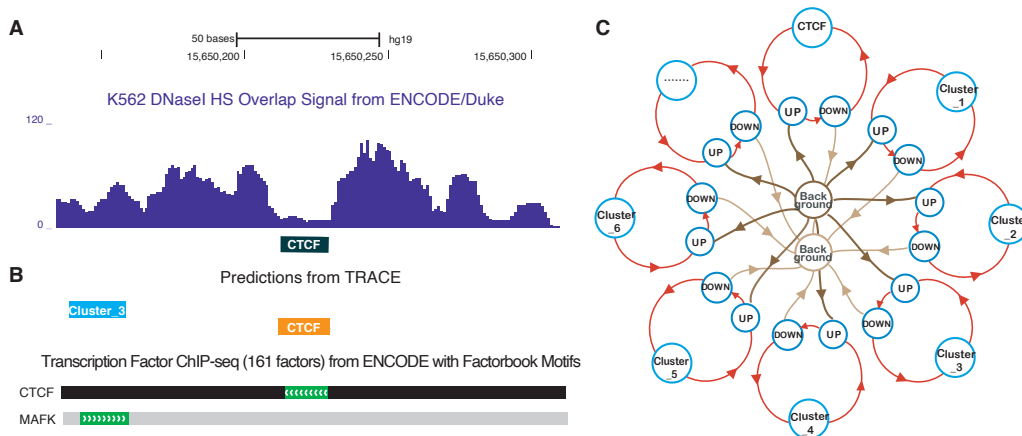 A
50 bases
hg19
15,650,200
15,650,250
15,650,300
K562 DNaseI HS Overlap Signal from ENCODE/Duke
120
0
CTCF
B
Predictions from TRACE
Cluster_3
CTCF
Transcription Factor ChIP-seq (161 factors) from ENCODE with Factorbook Motifs
CTCF
MAFK
C
CTCF
UP
DOWN
Cluster
_1
UP
DOWN
Cluster
_2
UP
DOWN
Cluster
_3
UP
DOWN
Cluster
_4
UP
DOWN
Cluster
_5
UP
DOWN
Cluster
_6
UP
DOWN
.......
UP
DOWN
Back
ground
Back
ground